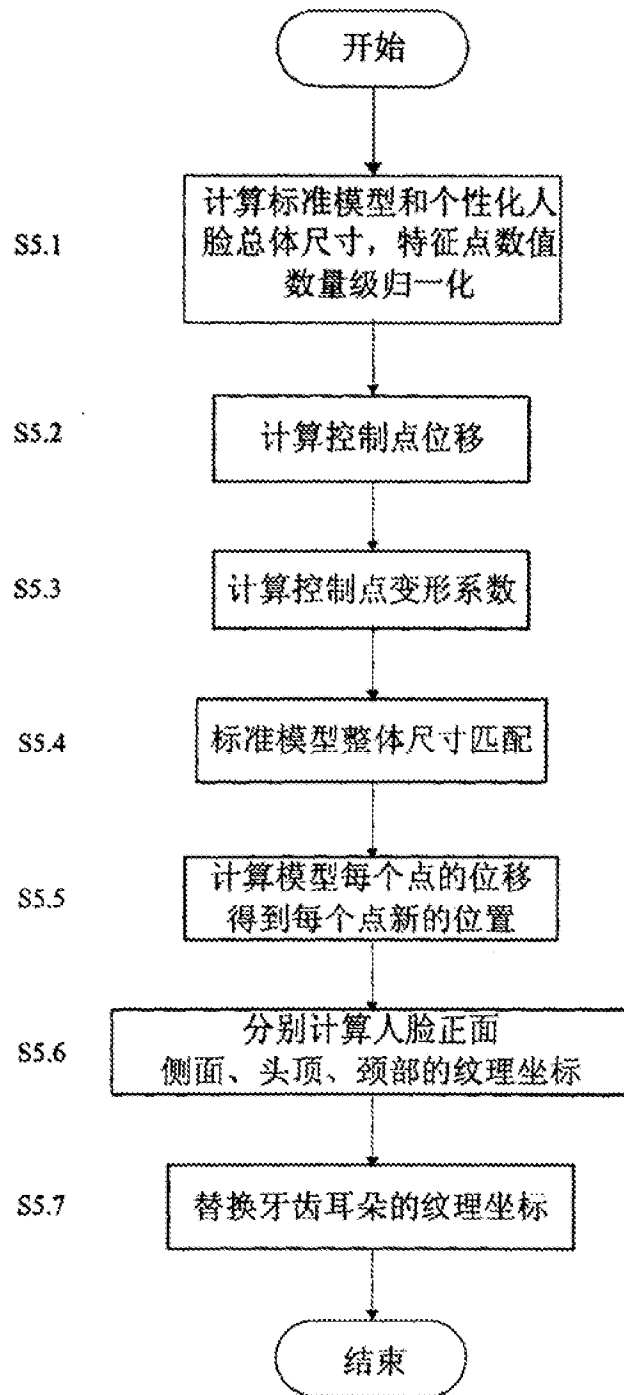 开始
S5.1
计算标准模型和个性化人
脸总体尺寸，特征点数值
数量级归一化
S5.2
计算控制点位移
S5.3
计算控制点变形系数
S5.4
标准模型整体尺寸匹配
S5.5
计算模型每个点的位移
得到每个点新的位置
S5.6
分别计算人脸正面
侧面、头顶、颈部的纹理坐标
S5.7
替换牙齿耳朵的纹理坐标
结束